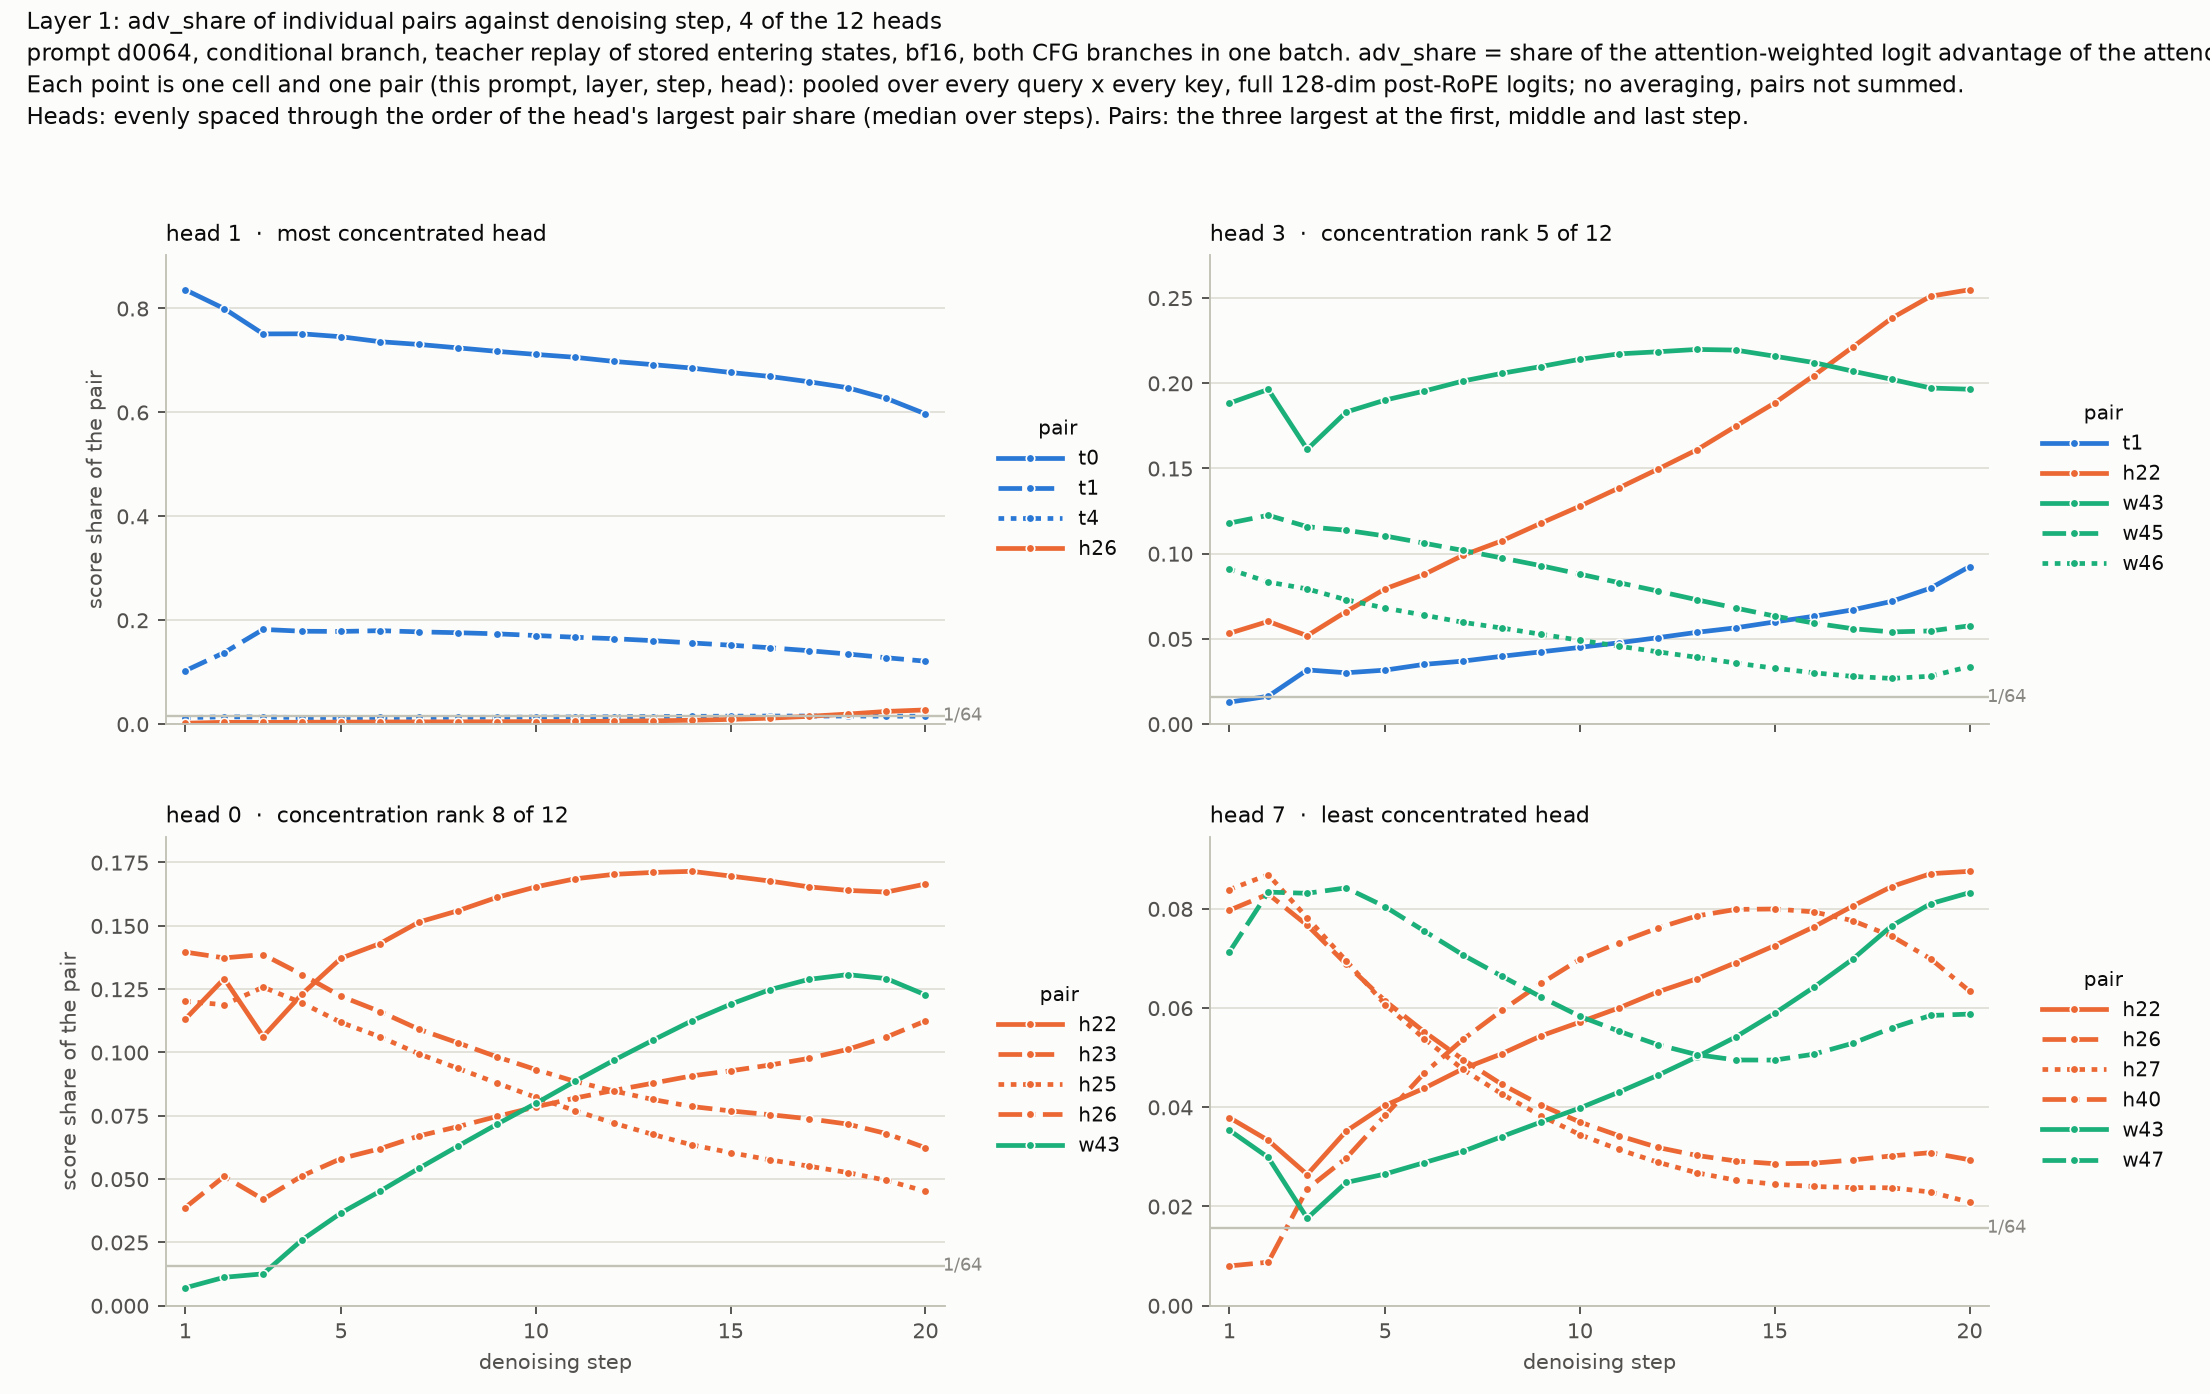 Layer 1: adv_share of individual pairs against denoising step, 4 of the 12 heads
prompt d0064, conditional branch, teacher replay of stored entering states, bf16, both CFG branches in one batch. adv_share = share of the attention-weighted logit advantage of the
Each point is one cell and one pair (this prompt, layer, step, head): pooled over every query x every key, full 128-dim post-RoPE logits; no averaging, pairs not summed.
Heads: evenly spaced through the order of the head's largest pair share (median over steps). Pairs: the three largest at the first, middle and last step.
head 1 · most concentrated head
score share of the pair
0.8
0.6
0.4
0.2
0.0
1/64
pair
t0
t1
t4
h26
head 3 · concentration rank 5 of 12
0.25
0.20
0.15
0.10
0.05
0.00
1/64
pair
t1
h22
w43
w45
w46
head 0 · concentration rank 8 of 12
score share of the pair
0.175
0.150
0.125
0.100
0.075
0.050
0.025
0.000
1/64
1
5
10
15
20
denoising step
pair
h22
h23
h25
h26
w43
head 7 · least concentrated head
0.08
0.06
0.04
0.02
0.00
1/64
1
5
10
15
20
denoising step
pair
h22
h26
h27
h40
w43
w47